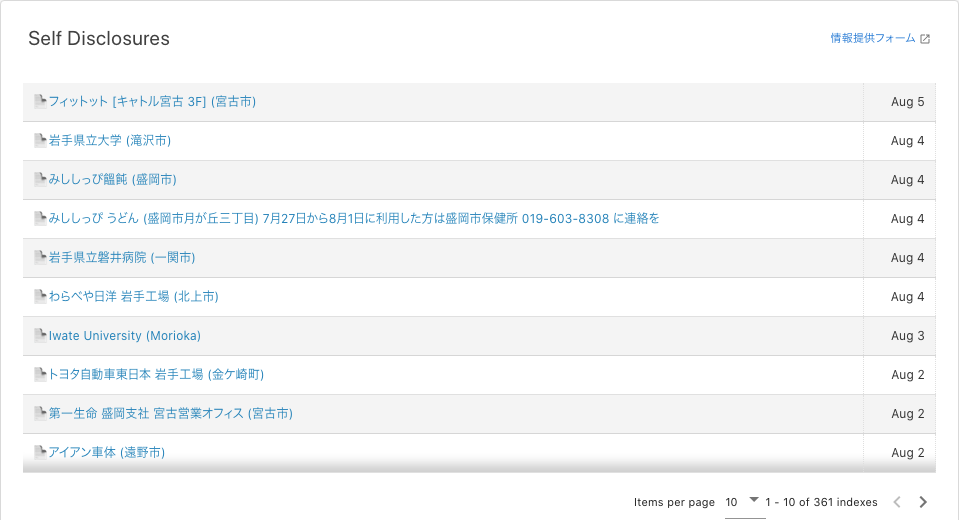 Self Disclosures
情報提供フォーム
フィットット [キャトル宮古 3F] (宮古市)
Aug 5
岩手県立大学 (滝沢市)
Aug 4
みししっぴ饂飩 (盛岡市)
Aug 4
みししっぴ うどん (盛岡市月が丘三丁目) 7月27日から8月1日に利用した方は盛岡市保健所 019-603-8308 に連絡を
Aug 4
岩手県立磐井病院 (一関市)
Aug 4
わらべや日洋 岩手工場 (北上市)
Aug 4
Iwate University (Morioka)
Aug 3
トヨタ自動車東日本 岩手工場 (金ケ崎町)
Aug 2
第一生命 盛岡支社 宮古営業オフィス (宮古市)
Aug 2
アイアン車体 (遠野市)
Aug 2
Items per page 10 1 - 10 of 361 indexes